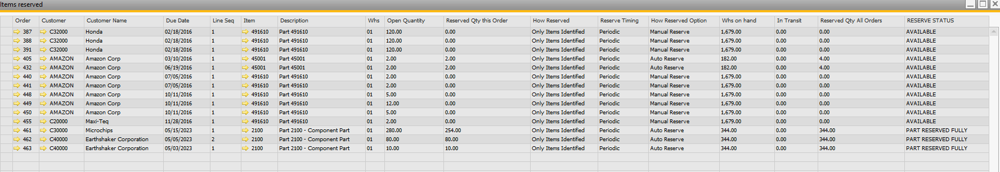 Items reserved
Order Customer Customer Name Due Date Line Seq Item Description Whs Open Quantity Reserved Qty this Order How Reserved Reserve Timing How Reserved Option Whs on hand In Transit Reserved Qty All Orders RESERVE STATUS
387 C32000 Honda 02/18/2016 1 491610 Part 491610 01 120.00 0.00 Only Items Identified Periodic Manual Reserve 1,679.00 0.00 0.00 AVAILABLE
388 C32000 Honda 02/18/2016 1 491610 Part 491610 01 120.00 0.00 Only Items Identified Periodic Manual Reserve 1,679.00 0.00 0.00 AVAILABLE
391 C32000 Honda 02/18/2016 1 491610 Part 491610 01 120.00 0.00 Only Items Identified Periodic Manual Reserve 1,679.00 0.00 0.00 AVAILABLE
405 AMAZON Amazon Corp 03/10/2016 1 45001 Part 45001 01 2.00 2.00 Only Items Identified Periodic Auto Reserve 182.00 0.00 4.00 AVAILABLE
432 AMAZON Amazon Corp 06/19/2016 1 45001 Part 45001 01 2.00 2.00 Only Items Identified Periodic Auto Reserve 182.00 0.00 4.00 AVAILABLE
440 AMAZON Amazon Corp 07/05/2016 1 491610 Part 491610 01 2.00 0.00 Only Items Identified Periodic Manual Reserve 1,679.00 0.00 0.00 AVAILABLE
441 AMAZON Amazon Corp 07/05/2016 1 491610 Part 491610 01 2.00 0.00 Only Items Identified Periodic Manual Reserve 1,679.00 0.00 0.00 AVAILABLE
448 AMAZON Amazon Corp 10/11/2016 1 491610 Part 491610 01 5.00 0.00 Only Items Identified Periodic Manual Reserve 1,679.00 0.00 0.00 AVAILABLE
449 AMAZON Amazon Corp 10/11/2016 1 491610 Part 491610 01 12.00 0.00 Only Items Identified Periodic Manual Reserve 1,679.00 0.00 0.00 AVAILABLE
450 AMAZON Amazon Corp 10/11/2016 1 491610 Part 491610 01 5.00 0.00 Only Items Identified Periodic Manual Reserve 1,679.00 0.00 0.00 AVAILABLE
455 C20000 Maxi-Teq 11/28/2016 1 491610 Part 491610 01 2.00 0.00 Only Items Identified Periodic Manual Reserve 1,679.00 0.00 0.00 AVAILABLE
461 C30000 Microchips 05/15/2023 1 2100 Part 2100 - Component Part 01 280.00 254.00 Only Items Identified Periodic Auto Reserve 344.00 0.00 344.00 PART RESERVED FULLY
462 C40000 Earthshaker Corporation 05/05/2023 2 2100 Part 2100 - Component Part 01 80.00 80.00 Only Items Identified Periodic Auto Reserve 344.00 0.00 344.00 PART RESERVED FULLY
463 C40000 Earthshaker Corporation 05/03/2023 1 2100 Part 2100 - Component Part 01 10.00 10.00 Only Items Identified Periodic Auto Reserve 344.00 0.00 344.00 PART RESERVED FULLY